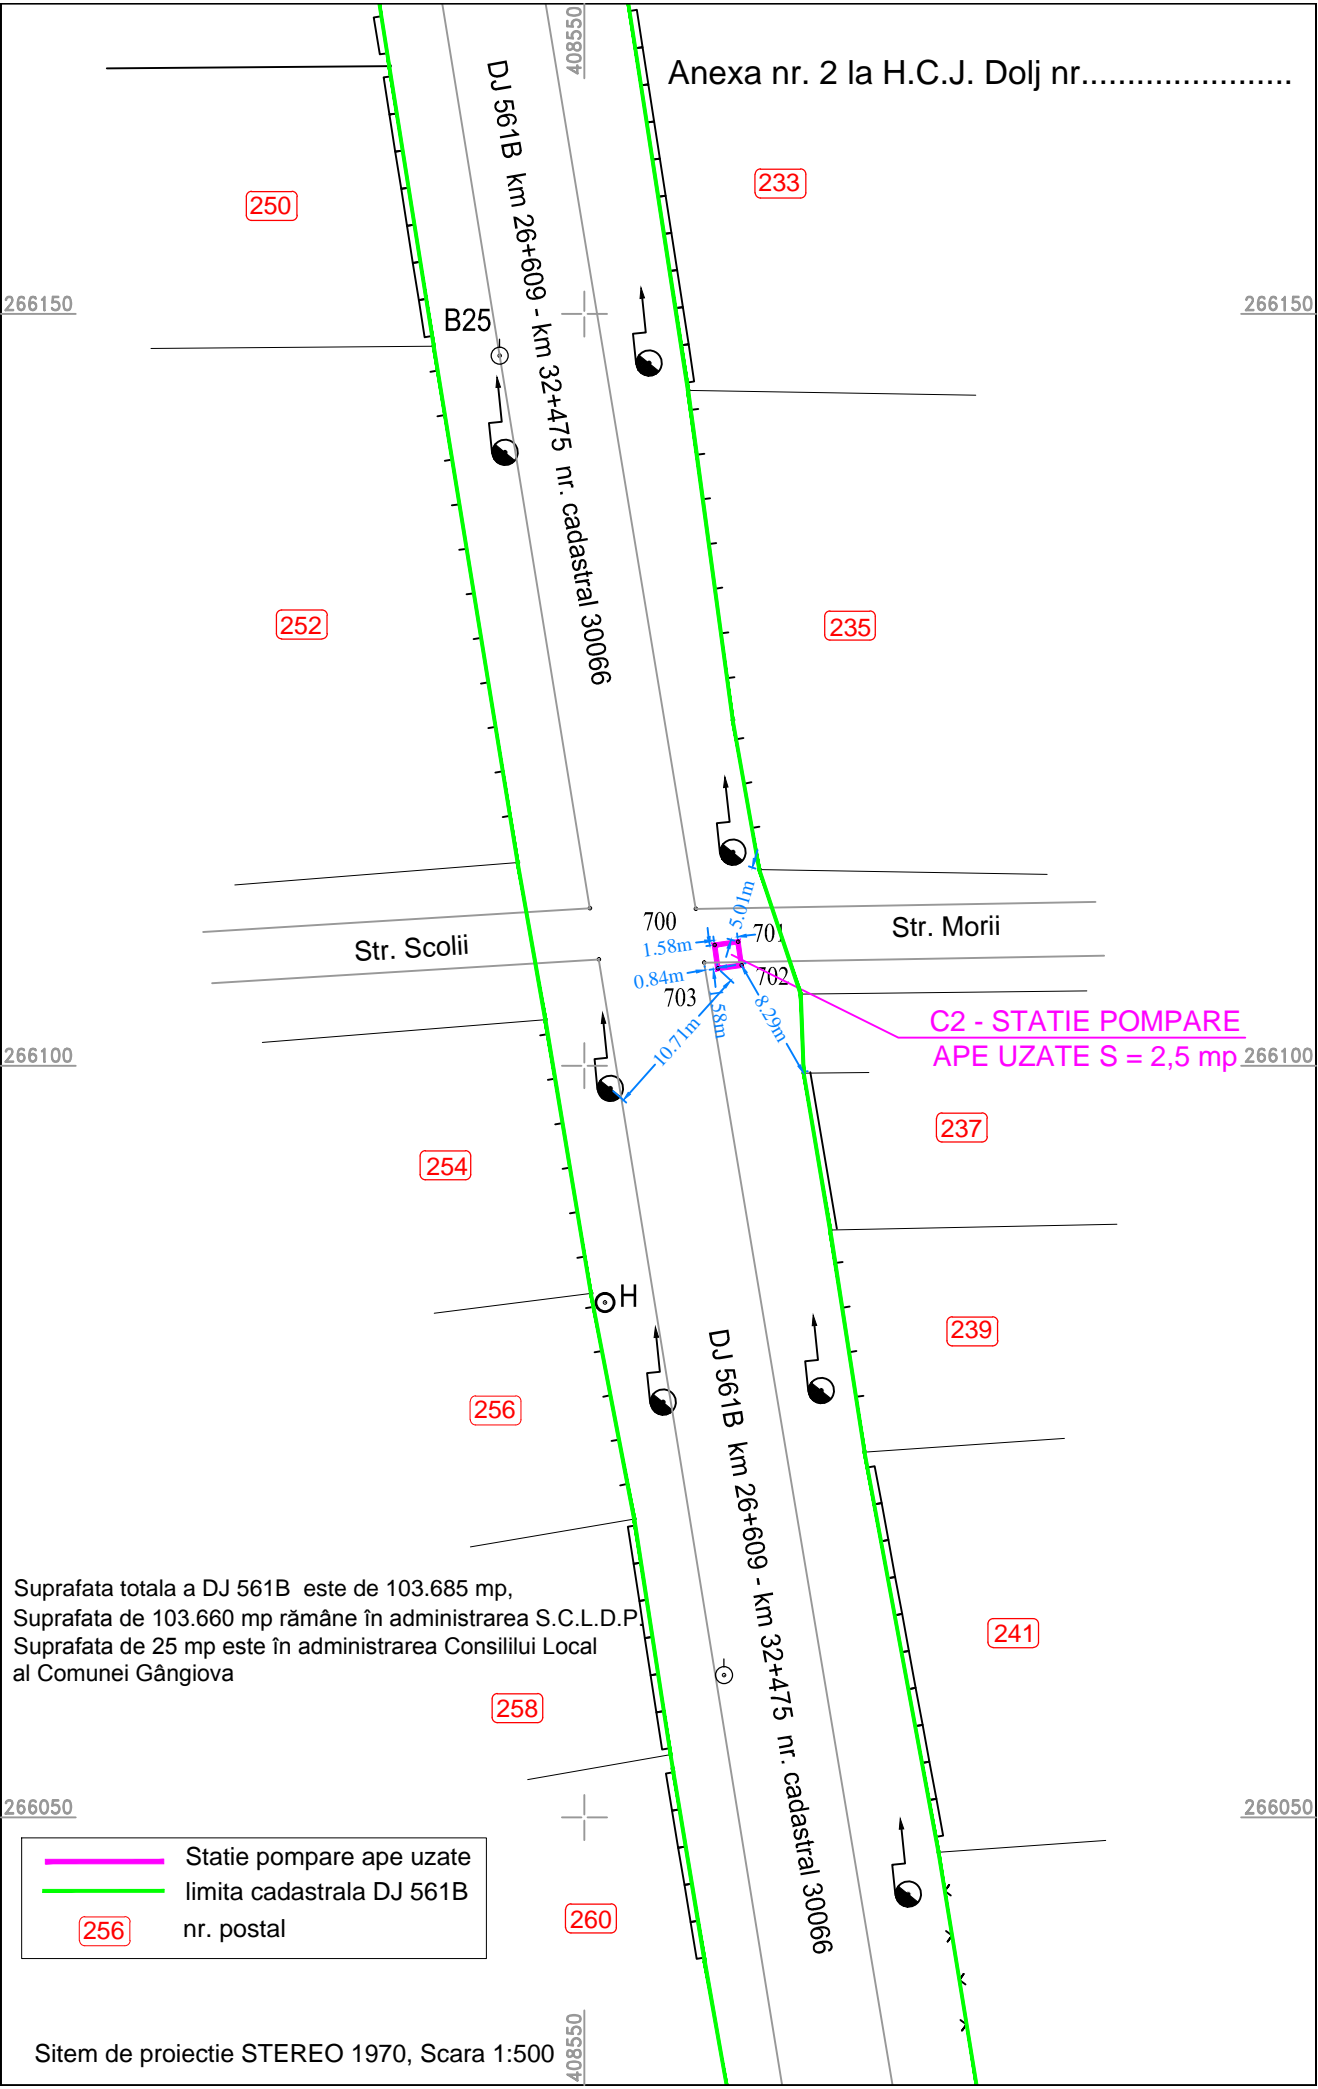 408550
Anexa nr. 2 la H.C.J. Dolj nr.......................
DJ 561B  km 26+609 - km 32+475  nr. cadastral 30066
233
250
266150
266150
B25
252
235
700
5.01m
701
Str. Morii
Str. Scolii
1.58m
0.84m
702
703
1.58m
8.29m
10.71m
C2 - STATIE POMPARE
APE UZATE S = 2,5 mp
266100
266100
237
254
H
239
256
DJ 561B  km 26+609 - km 32+475  nr. cadastral 30066
Suprafata totala a DJ 561B  este de 103.685 mp,
Suprafata de 103.660 mp rămâne în administrarea S.C.L.D.P.
Suprafata de 25 mp este în administrarea Consililui Local
al Comunei Gângiova
241
258
266050
266050
Statie pompare ape uzate
limita cadastrala DJ 561B
256
nr. postal
260
408550
Sitem de proiectie STEREO 1970, Scara 1:500